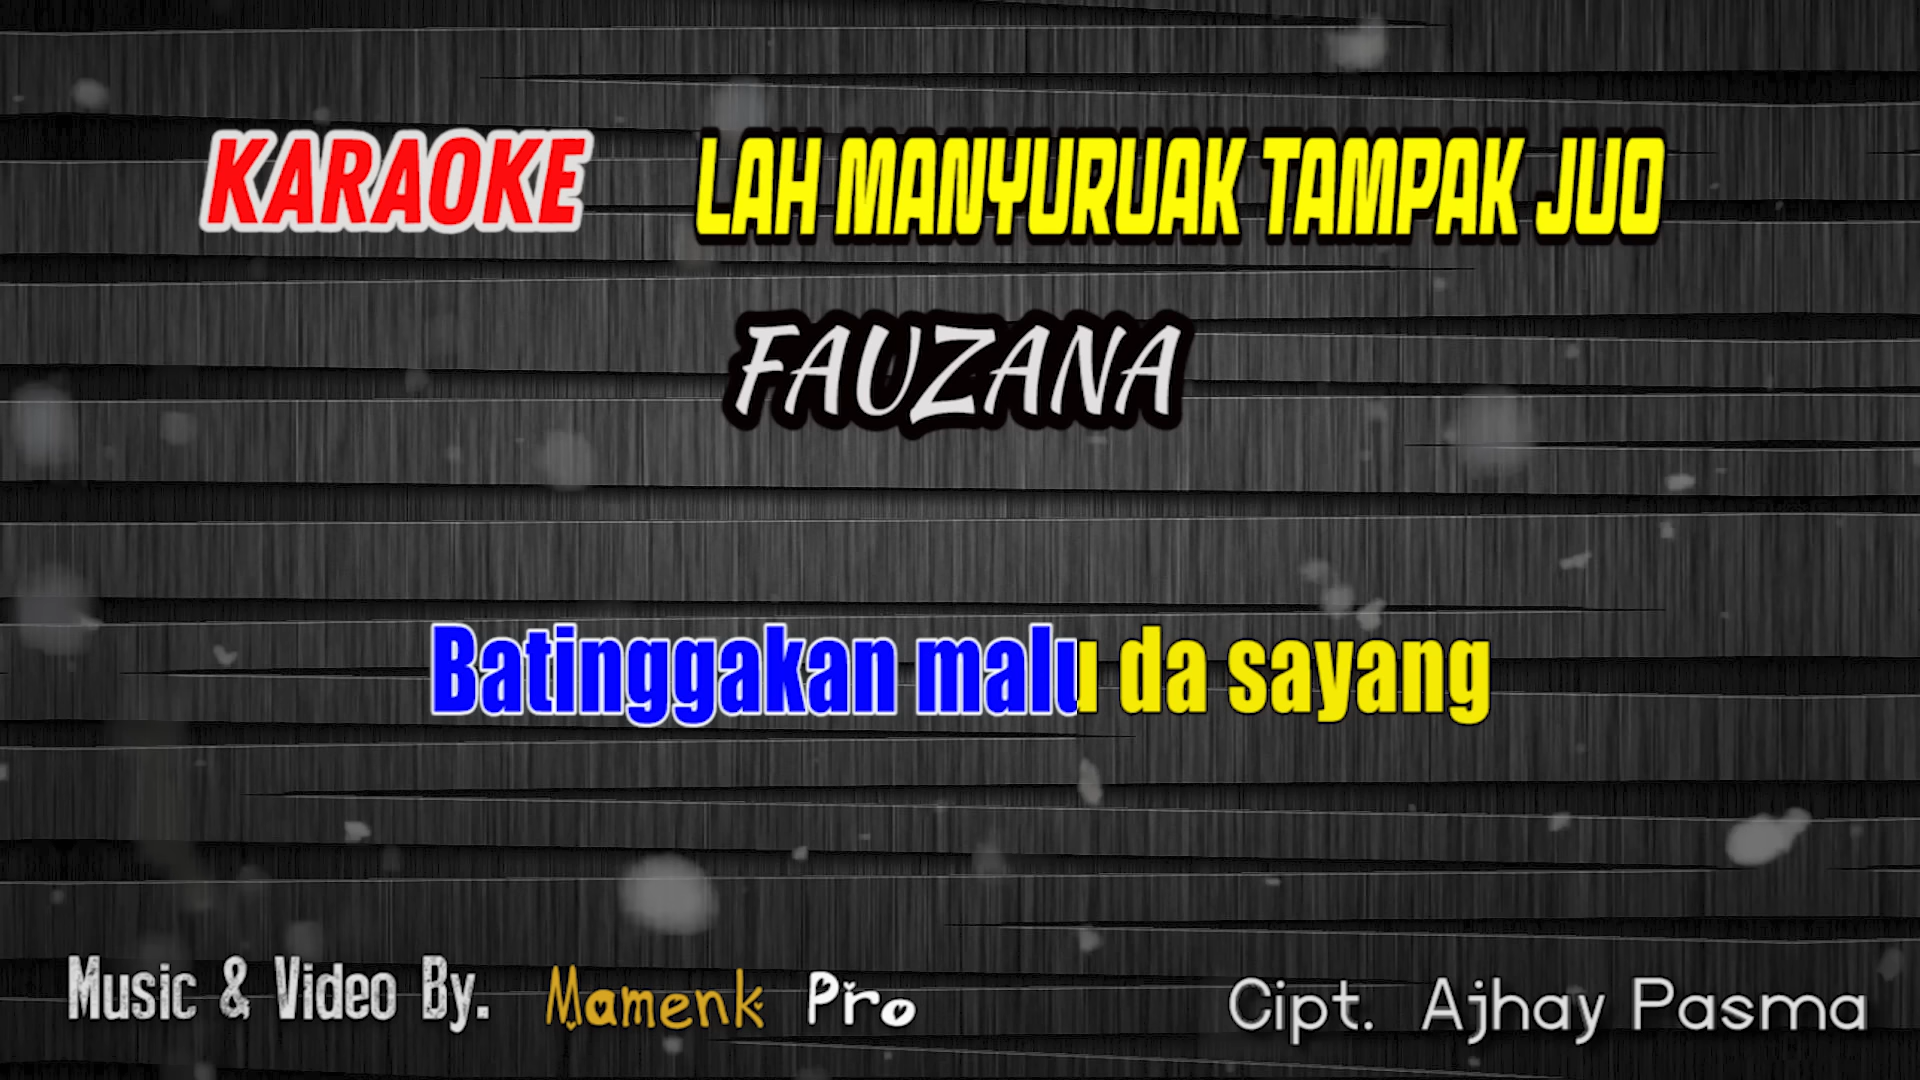 KARAOKE LAH MANYURUAK TAMPAK JUO
FAUZANA
Batinggakan malu da sayang
Music & Video By. Mamenk Pro
Cipt. Ajhay Pasma